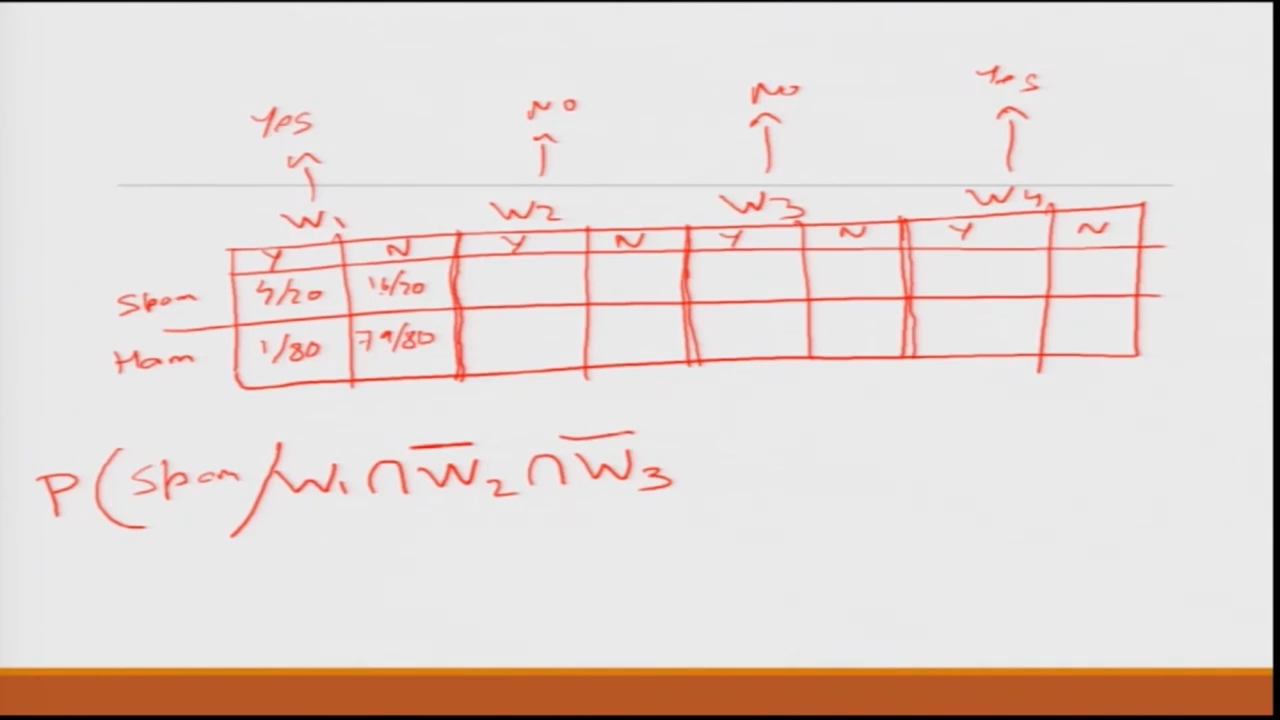 Yes No No Yes
W1 W2 W3 W4
Y N Y N Y N Y N
Spam 4/20 16/20
Ham 1/80 79/80
P(Spam/W₁∩W̅₂∩W̅₃